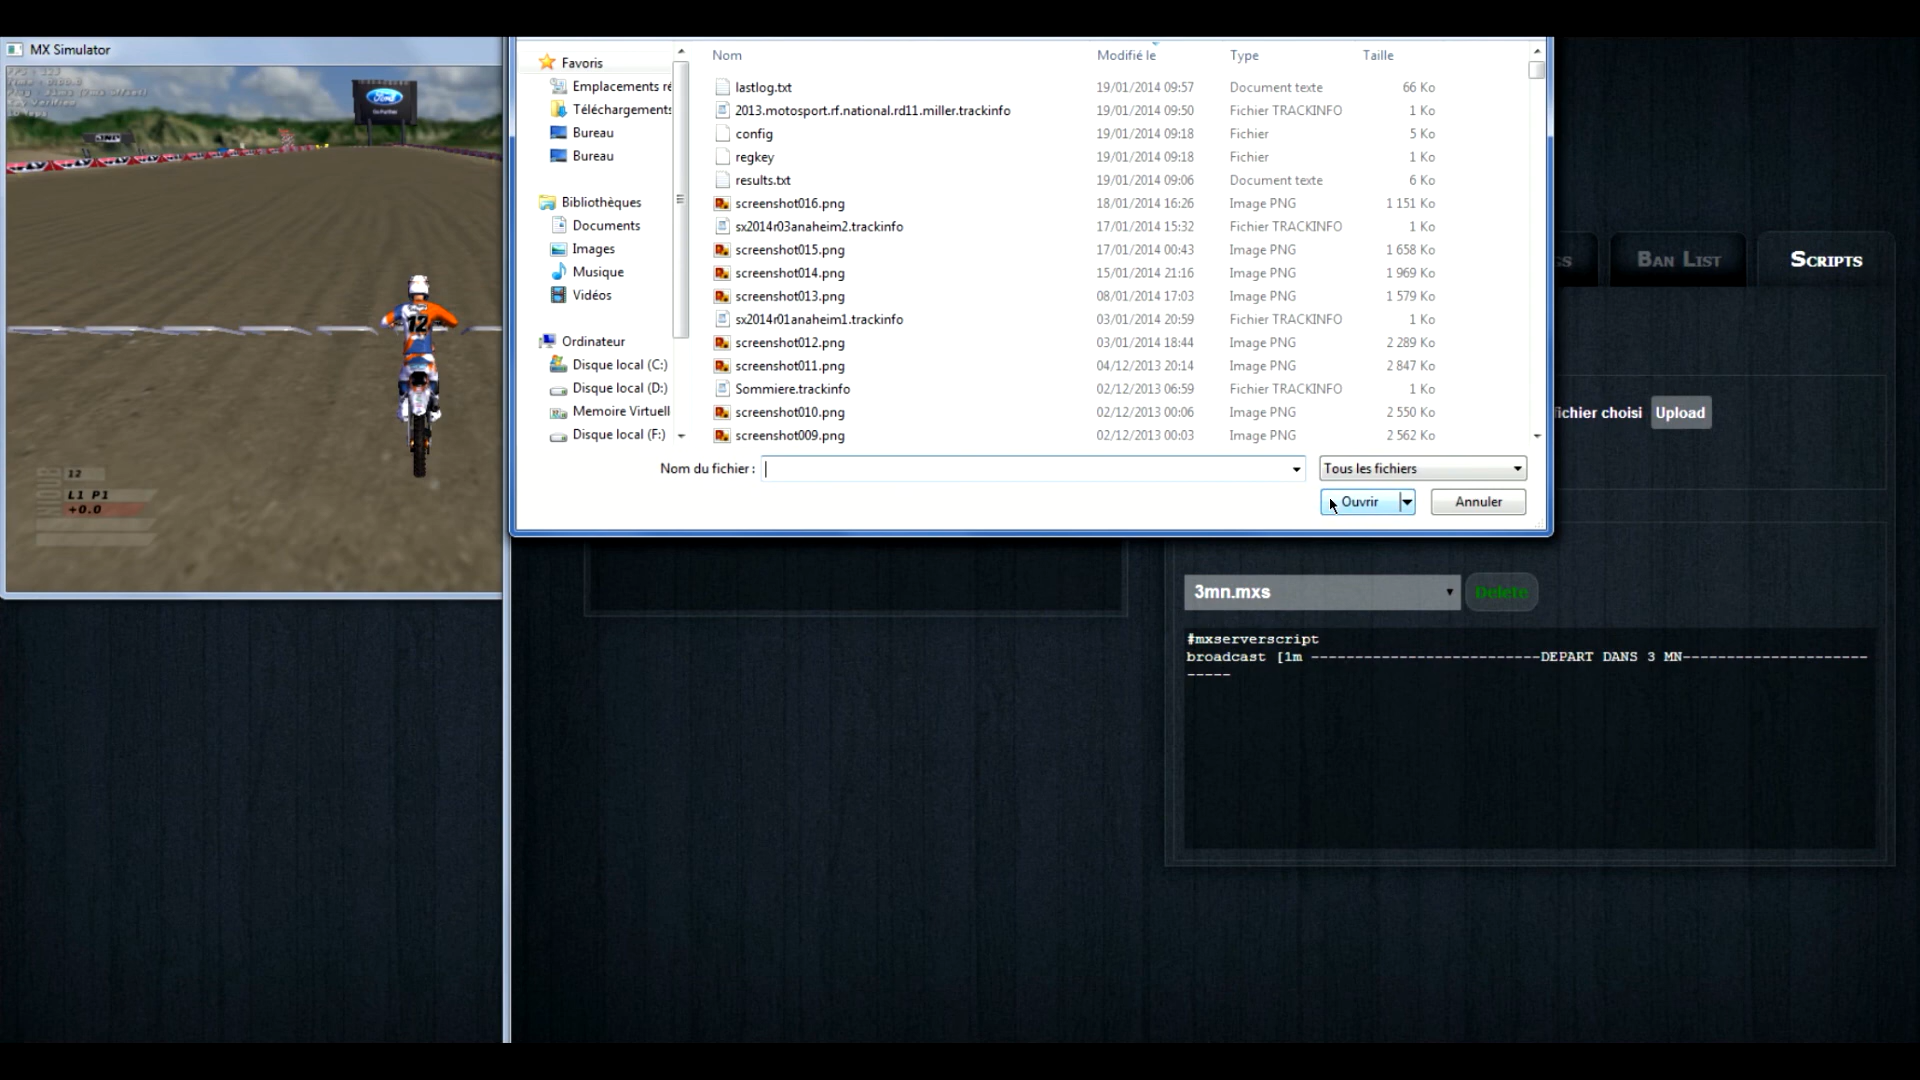 MX Simulator
Ford
12
12
L1 P1
+0.0
Favoris
Emplacements ré
Téléchargements
Bureau
Bureau
Bibliothèques
Documents
Images
Musique
Vidéos
Ordinateur
Disque local (C:)
Disque local (D:)
Memoire Virtuell
Disque local (F:)
Nom Modifié le Type Taille
lastlog.txt 19/01/2014 09:57 Document texte 66 Ko
2013.motosport.rf.national.rd11.miller.trackinfo 19/01/2014 09:50 Fichier TRACKINFO 1 Ko
config 19/01/2014 09:18 Fichier 5 Ko
regkey 19/01/2014 09:18 Fichier 1 Ko
results.txt 19/01/2014 09:06 Document texte 6 Ko
screenshot016.png 18/01/2014 16:26 Image PNG 1 151 Ko
sx2014r03anaheim2.trackinfo 17/01/2014 15:32 Fichier TRACKINFO 1 Ko
screenshot015.png 17/01/2014 00:43 Image PNG 1 658 Ko
screenshot014.png 15/01/2014 21:16 Image PNG 1 969 Ko
screenshot013.png 08/01/2014 17:03 Image PNG 1 579 Ko
sx2014r01anaheim1.trackinfo 03/01/2014 20:59 Fichier TRACKINFO 1 Ko
screenshot012.png 03/01/2014 18:44 Image PNG 2 289 Ko
screenshot011.png 04/12/2013 20:14 Image PNG 2 847 Ko
Sommiere.trackinfo 02/12/2013 06:59 Fichier TRACKINFO 1 Ko
screenshot010.png 02/12/2013 00:06 Image PNG 2 550 Ko
screenshot009.png 02/12/2013 00:03 Image PNG 2 562 Ko
Nom du fichier : Tous les fichiers
Ouvrir Annuler
Ban List Scripts
fichier choisi Upload
3mn.mxs Delete
#mxserverscript
broadcast [1m --------------------------DEPART DANS 3 MN---------------------
-----